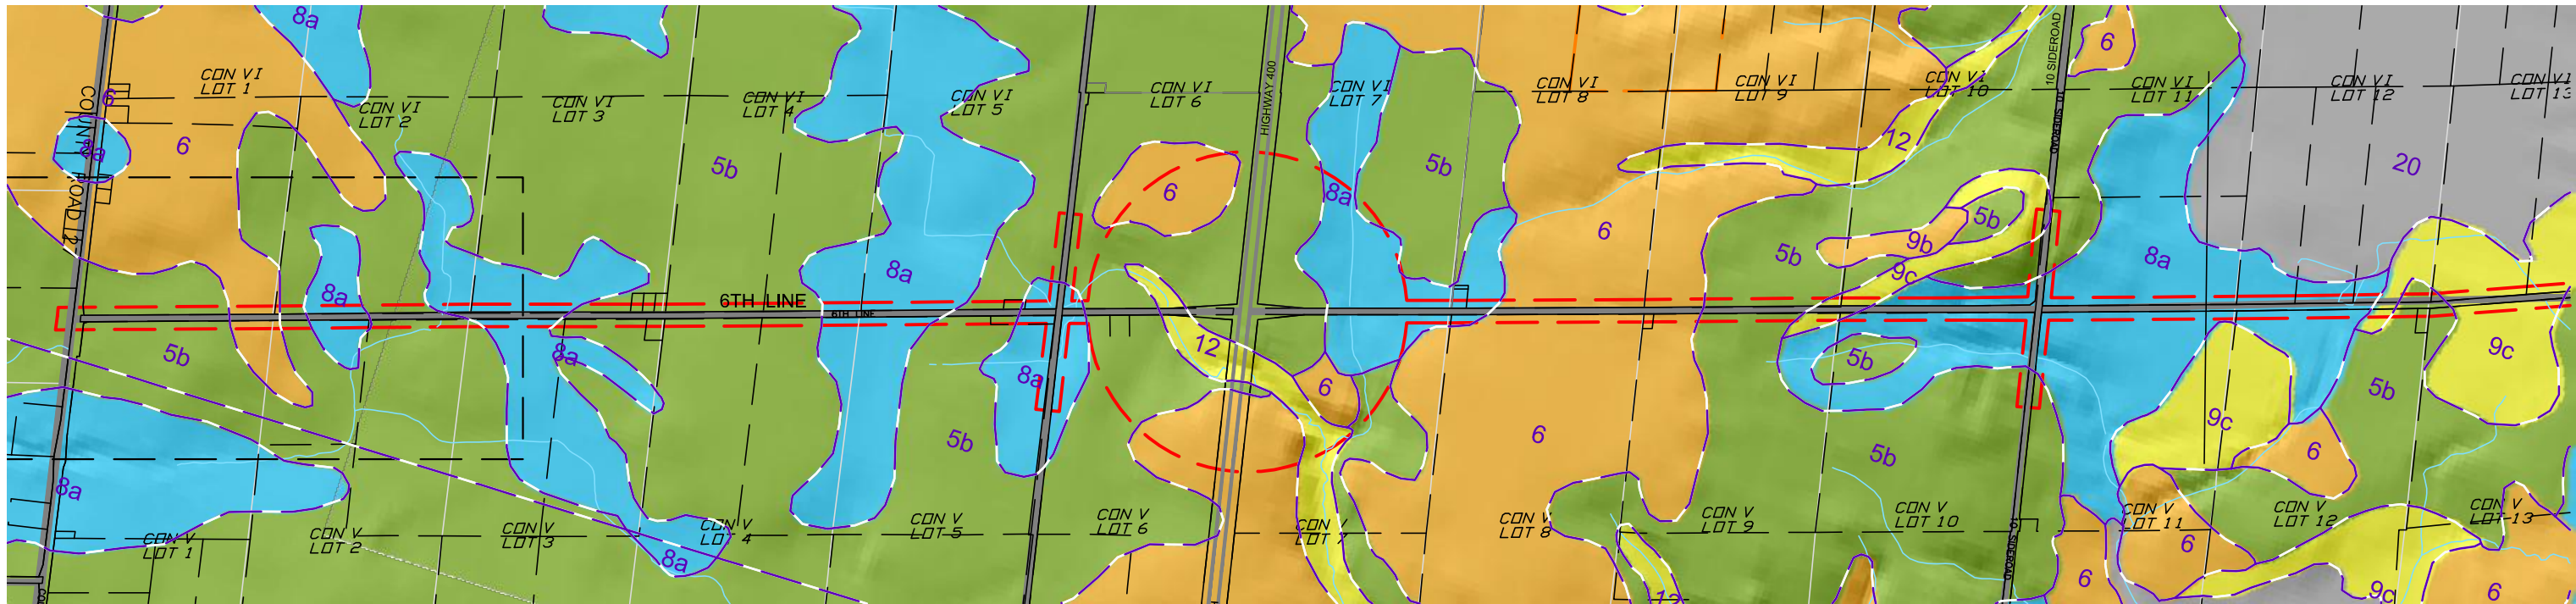 8a
CON VI
LOT 1
CON VI
LOT 2
CON VI
LOT 3
CON VI
LOT 4
CON VI
LOT 5
CON VI
LOT 6
HIGHWAY 400
CON VI
LOT 7
CON VI
LOT 8
CON VI
LOT 9
CON VI
LOT 10
10 SIDEROAD
6
CON VI
LOT 11
CON VI
LOT 12
CON VI
LOT 13
COUNTY ROAD 12
6
8a
6
5b
6
8a
5b
12
10 SIDEROAD
20
8a
8a
6
5b
9b
5b
9c
8a
6TH LINE
6TH LINE
5b
8a
8a
12
6
5b
9c
8a
5b
6
5b
9c
5b
6
8a
CON V
LOT 1
CON V
LOT 2
CON V
LOT 3
CON V
LOT 4
CON V
LOT 5
CON V
LOT 6
CON V
LOT 7
CON V
LOT 8
CON V
LOT 9
CON V
LOT 10
CON V
LOT 11
CON V
LOT 12
CON V
LOT 13
8a
12
6
6
9c
6